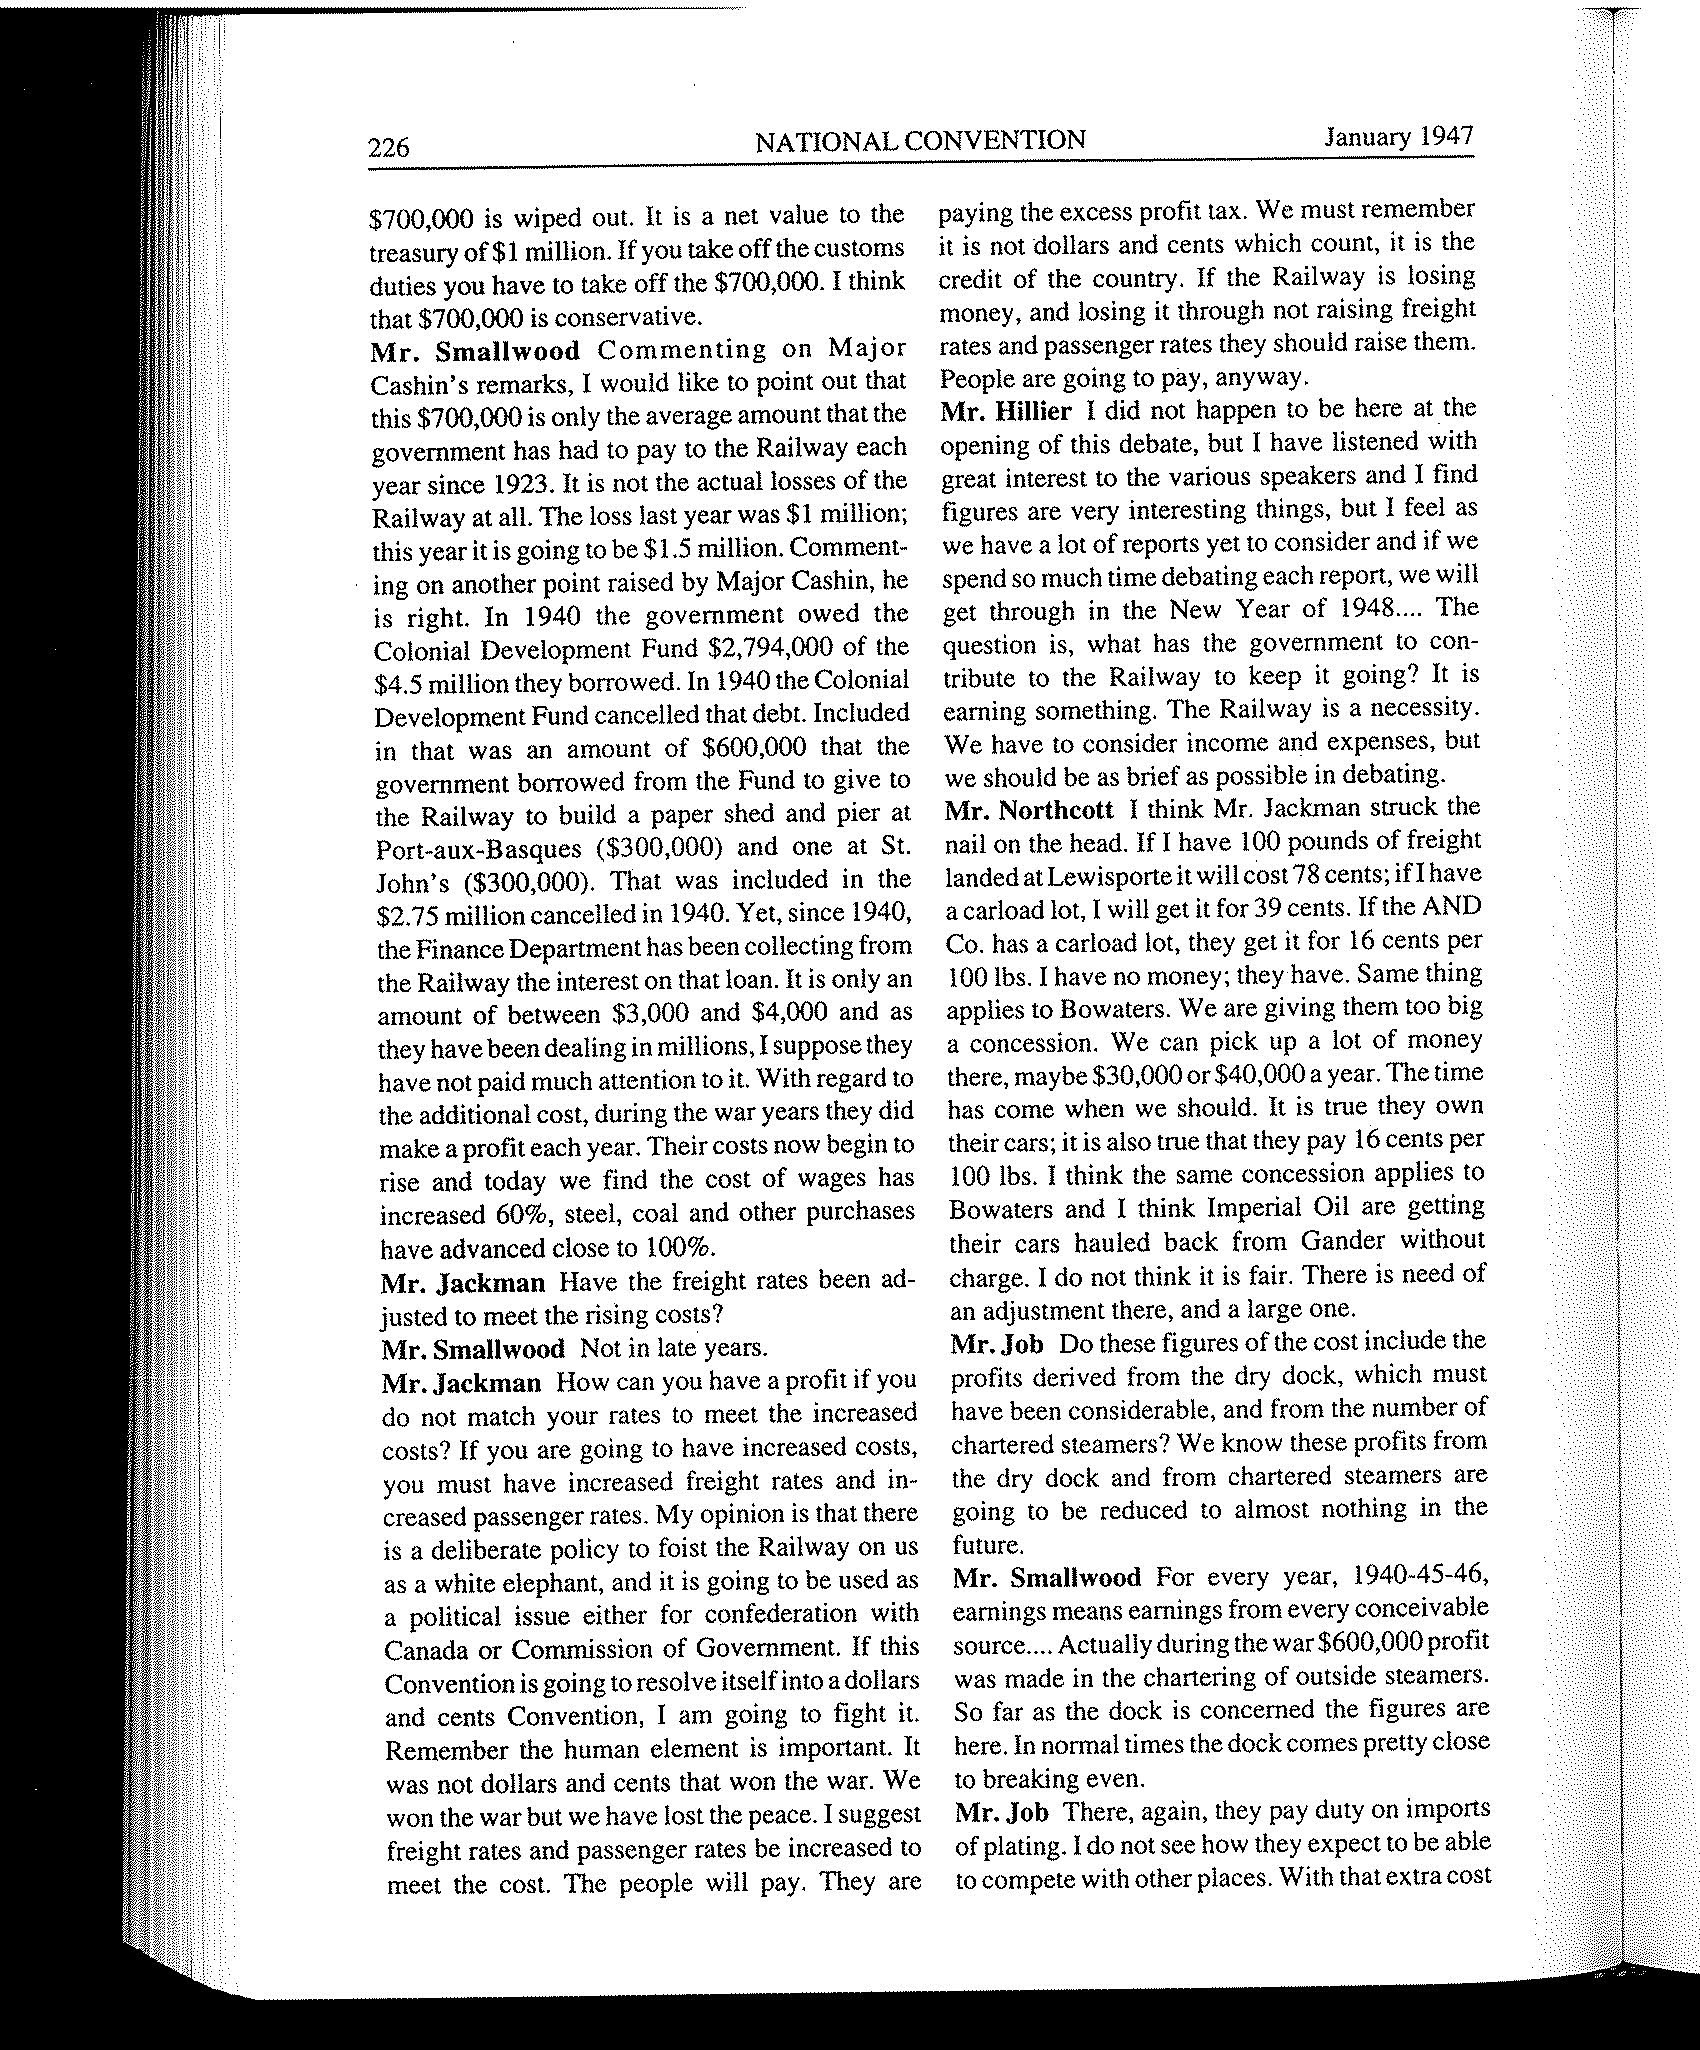 226
NATIONAL CONVENTION
January 1947
$700,000 is wiped out. It is a net value to the
treasury of $1 million. If you take off the customs
duties you have to take off the $700,000. I think
that $700,000 is conservative.
Mr. Smallwood Commenting on Major
Cashin's remarks, I would like to point out that
this $700,000 is only the average amount that the
government has had to pay to the Railway each
year since 1923. It is not the actual losses of the
Railway at all. The loss last year was $1 million;
this year it is going to be $1.5 million. Comment-
ing on another point raised by Major Cashin, he
is right. In 1940 the government owed the
Colonial Development Fund $2,794,000 of the
$4.5 million they borrowed. In 1940 the Colonial
Development Fund cancelled that debt. Included
in that was an amount of $600,000 that the
government borrowed from the Fund to give to
the Railway to build a paper shed and pier at
Port-aux-Basques ($300,000) and one at St.
John's ($300,000). That was included in the
$2.75 million cancelled in 1940. Yet, since 1940,
the Finance Department has been collecting from
the Railway the interest on that loan. It is only an
amount of between $3,000 and $4,000 and as
they have been dealing in millions, I suppose they
have not paid much attention to it. With regard to
the additional cost, during the war years they did
make a profit each year. Their costs now begin to
rise and today we find the cost of wages has
increased 60%, steel, coal and other purchases
have advanced close to 100%.
Mr. Jackman Have the freight rates been ad-
justed to meet the rising costs?
Mr. Smallwood Not in late years.
Mr. Jackman How can you have a profit if you
do not match your rates to meet the increased
costs? If you are going to have increased costs,
you must have increased freight rates and in-
creased passenger rates. My opinion is that there
is a deliberate policy to foist the Railway on us
as a white elephant, and it is going to be used as
a political issue either for confederation with
Canada or Commission of Government. If this
Convention is going to resolve itself into a dollars
and cents Convention, I am going to fight it.
Remember the human element is important. It
was not dollars and cents that won the war. We
won the war but we have lost the peace. I suggest
freight rates and passenger rates be increased to
meet the cost. The people will pay. They are
paying the excess profit tax. We must remember
it is not dollars and cents which count, it is the
credit of the country. If the Railway is losing
money, and losing it through not raising freight
rates and passenger rates they should raise them.
People are going to pay, anyway.
Mr. Hillier I did not happen to be here at the
opening of this debate, but I have listened with
great interest to the various speakers and I find
figures are very interesting things, but I feel as
we have a lot of reports yet to consider and if we
spend so much time debating each report, we will
get through in the New Year of 1948.... The
question is, what has the government to con-
tribute to the Railway to keep it going? It is
earning something. The Railway is a necessity.
We have to consider income and expenses, but
we should be as brief as possible in debating.
Mr. Northcott I think Mr. Jackman struck the
nail on the head. If I have 100 pounds of freight
landed at Lewisporte it will cost 78 cents; if I have
a carload lot, I will get it for 39 cents. If the AND
Co. has a carload lot, they get it for 16 cents per
100 lbs. I have no money; they have. Same thing
applies to Bowaters. We are giving them too big
a concession. We can pick up a lot of money
there, maybe $30,000 or $40,000 a year. The time
has come when we should. It is true they own
their cars; it is also true that they pay 16 cents per
100 lbs. I think the same concession applies to
Bowaters and I think Imperial Oil are getting
their cars hauled back from Gander without
charge. I do not think it is fair. There is need of
an adjustment there, and a large one.
Mr. Job Do these figures of the cost include the
profits derived from the dry dock, which must
have been considerable, and from the number of
chartered steamers? We know these profits from
the dry dock and from chartered steamers are
going to be reduced to almost nothing in the
future.
Mr. Smallwood For every year, 1940-45-46,
earnings means earnings from every conceivable
source.... Actually during the war $600,000 profit
was made in the chartering of outside steamers.
So far as the dock is concerned the figures are
here. In normal times the dock comes pretty close
to breaking even.
Mr. Job There, again, they pay duty on imports
of plating. I do not see how they expect to be able
to compete with other places. With that extra cost